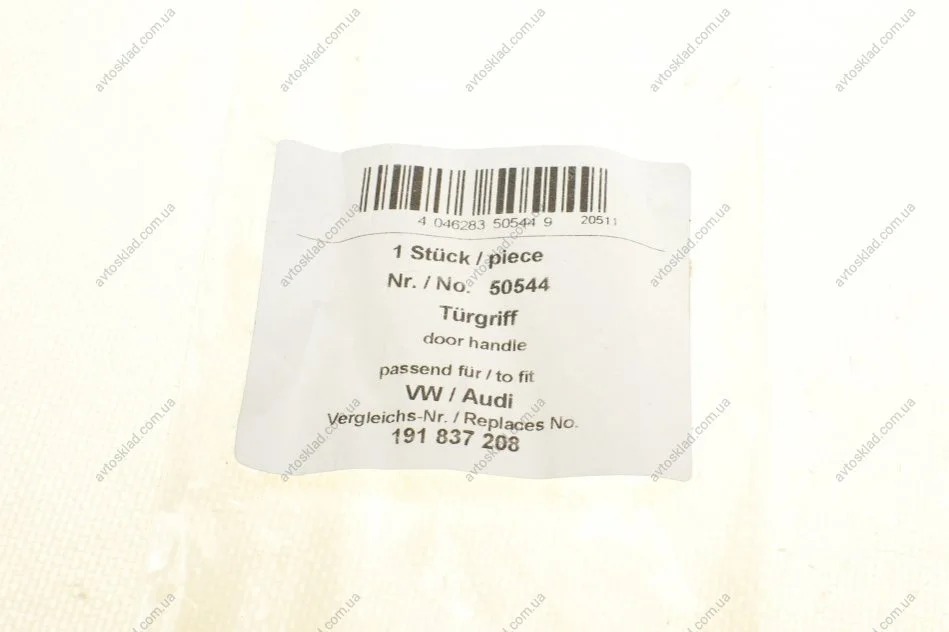 4 046283 50544 9 20511
1 Stück / piece
Nr. / No. 50544
Türgriff
door handle
passend für / to fit
VW / Audi
Vergleichs-Nr. / Replaces No.
191 837 208
avtosklad.com.ua